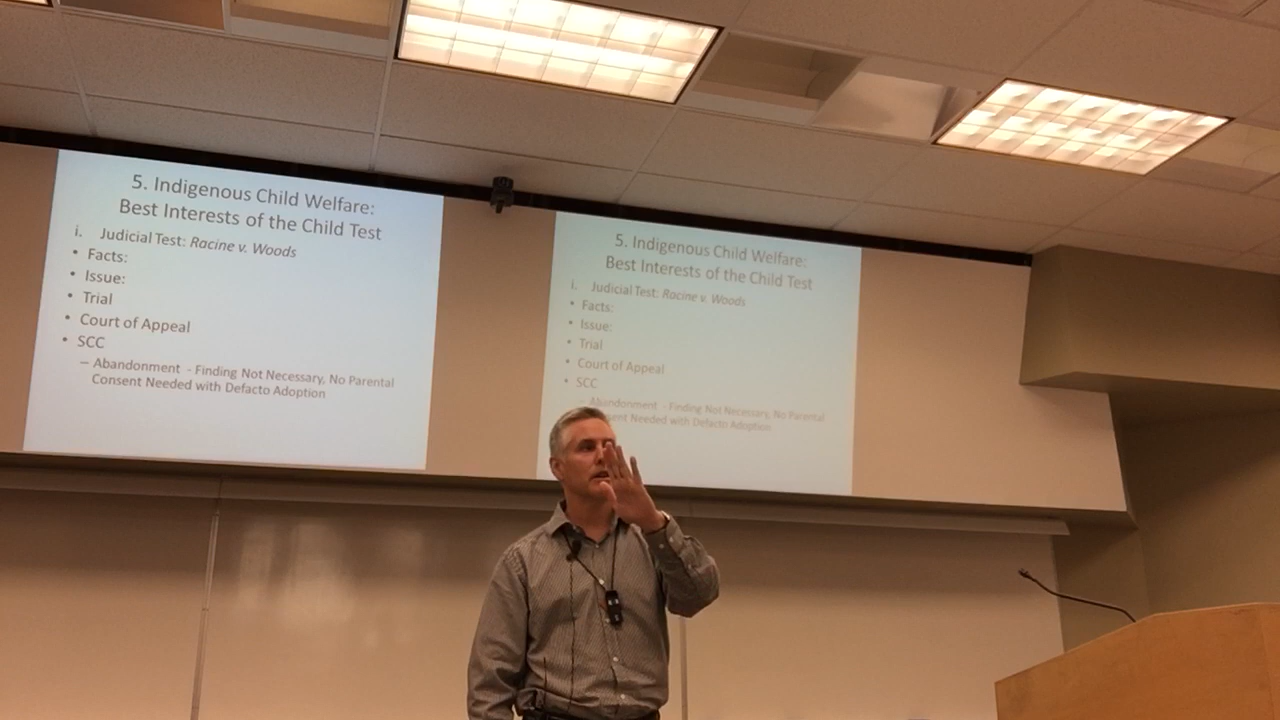 5. Indigenous Child Welfare:
Best Interests of the Child Test
i. Judicial Test: Racine v. Woods
• Facts:
• Issue:
• Trial
• Court of Appeal
• SCC
– Abandonment - Finding Not Necessary, No Parental
Consent Needed with Defacto Adoption
5. Indigenous Child Welfare:
Best Interests of the Child Test
i. Judicial Test: Racine v. Woods
• Facts:
• Issue:
• Trial
• Court of Appeal
• SCC
– Abandonment - Finding Not Necessary, No Parental
Needed with Defacto Adoption